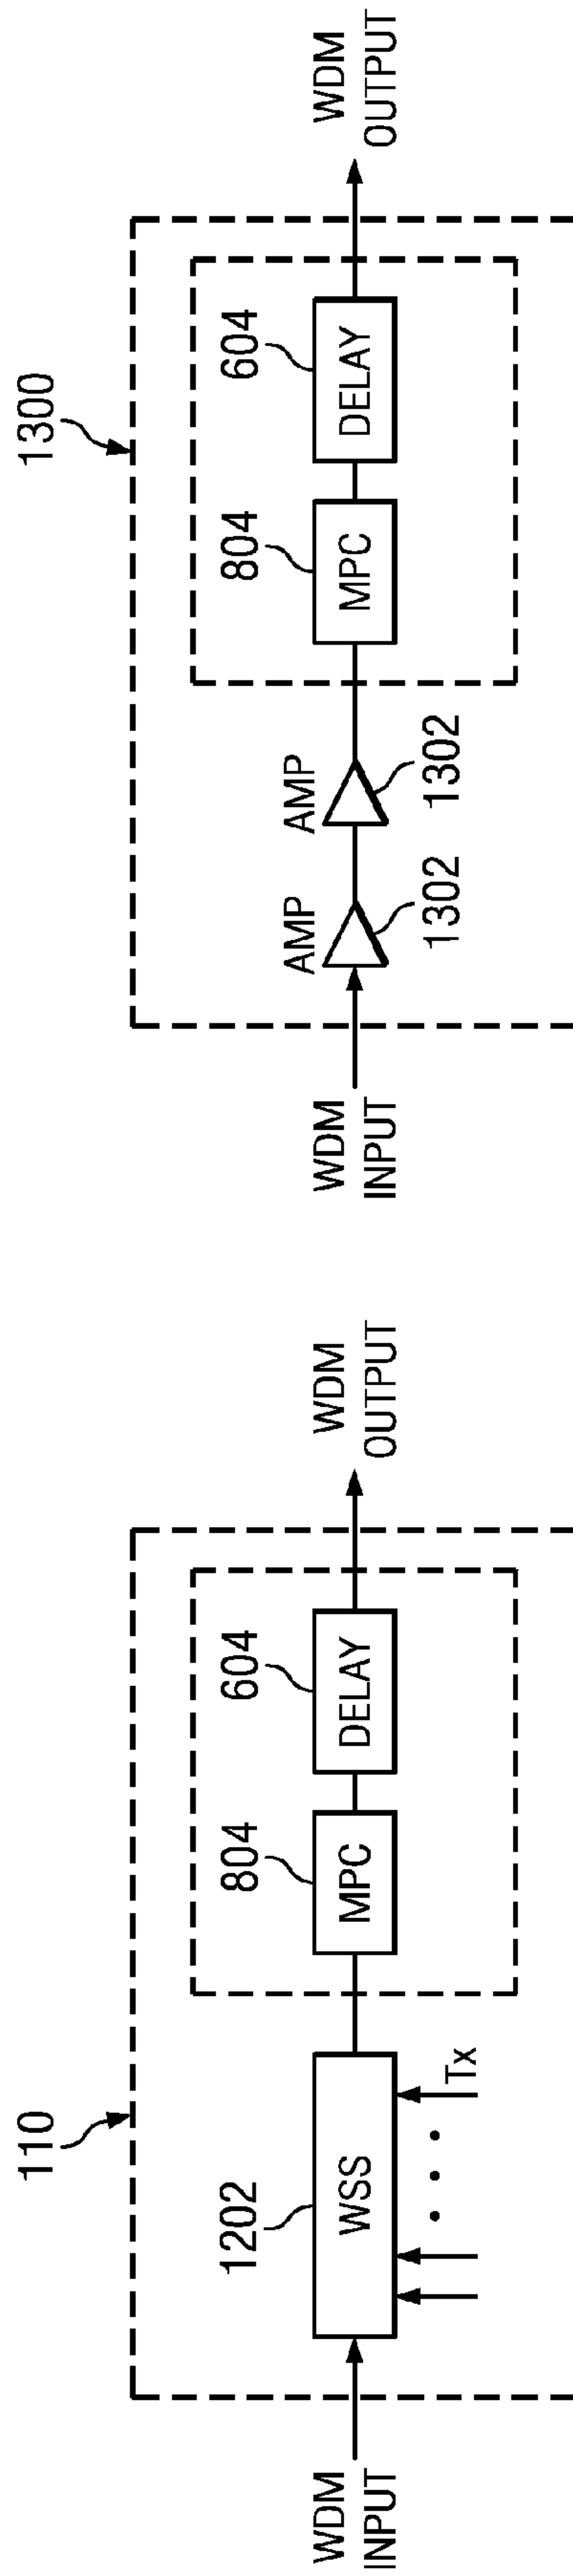 110
WDM
INPUT
1202
WSS
Tx
804
MPC
604
DELAY
WDM
OUTPUT
1300
WDM
INPUT
AMP
1302
AMP
1302
804
MPC
604
DELAY
WDM
OUTPUT